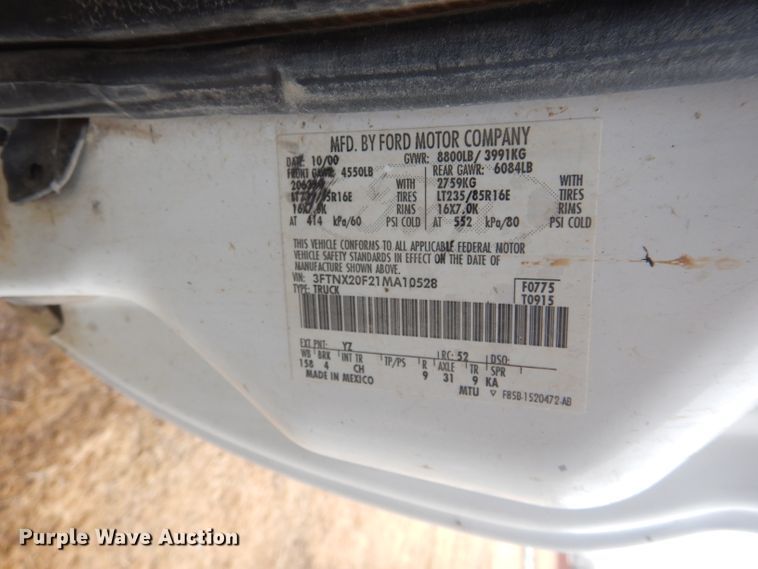 MFD. BY FORD MOTOR COMPANY
DATE: 10/00 GVWR: 8800LB/ 3991KG
FRONT GAWR: 4550LB REAR GAWR: 6084LB
WITH 2759KG WITH
LT235/85R16E TIRES LT235/85R16E TIRES
16X7.0K RIMS 16X7.0K RIMS
AT 414 kPa/60 PSI COLD AT 552 kPa/80 PSI COLD
THIS VEHICLE CONFORMS TO ALL APPLICABLE FEDERAL MOTOR
VEHICLE SAFETY STANDARDS IN EFFECT ON THE DATE OF
MANUFACTURE SHOWN ABOVE.
VIN: 3FTNX20F21MA10528 F0775
TYPE: TRUCK T0915
EXT PNT: YZ RC: 52 DSO:
WB BRK INT TR TP/PS R AXLE TR SPR
158 4 CH 9 31 9 KA
MADE IN MEXICO MTU F85B-1520472-AB
Purple Wave Auction